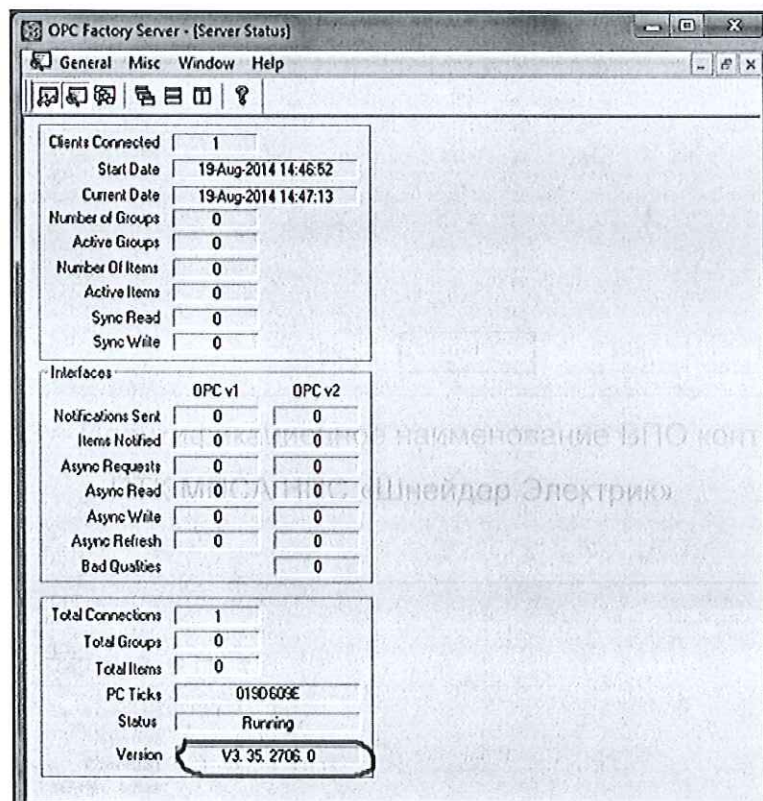 OPC Factory Server - [Server Status]
General Misc Window Help
Clients Connected 1
Start Date 19-Aug-2014 14:46:52
Current Date 19-Aug-2014 14:47:13
Number of Groups 0
Active Groups 0
Number Of Items 0
Active Items 0
Sync Read 0
Sync Write 0
Interfaces
OPC v1 OPC v2
Notifications Sent 0 0
Items Notified 0 0
Async Requests 0 0
Async Read 0 0
Async Write 0 0
Async Refresh 0 0
Bad Qualities 0
наименование ВПО конт
«Шнейдер Электрик»
Total Connections 1
Total Groups 0
Total Items 0
PC Ticks 0190609E
Status Running
Version V3. 35. 2706. 0